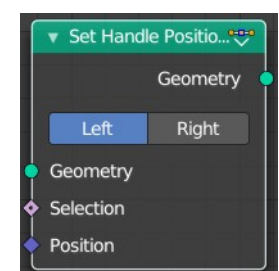 Set Handle Positio...
Geometry
Left Right
Geometry
Selection
Position